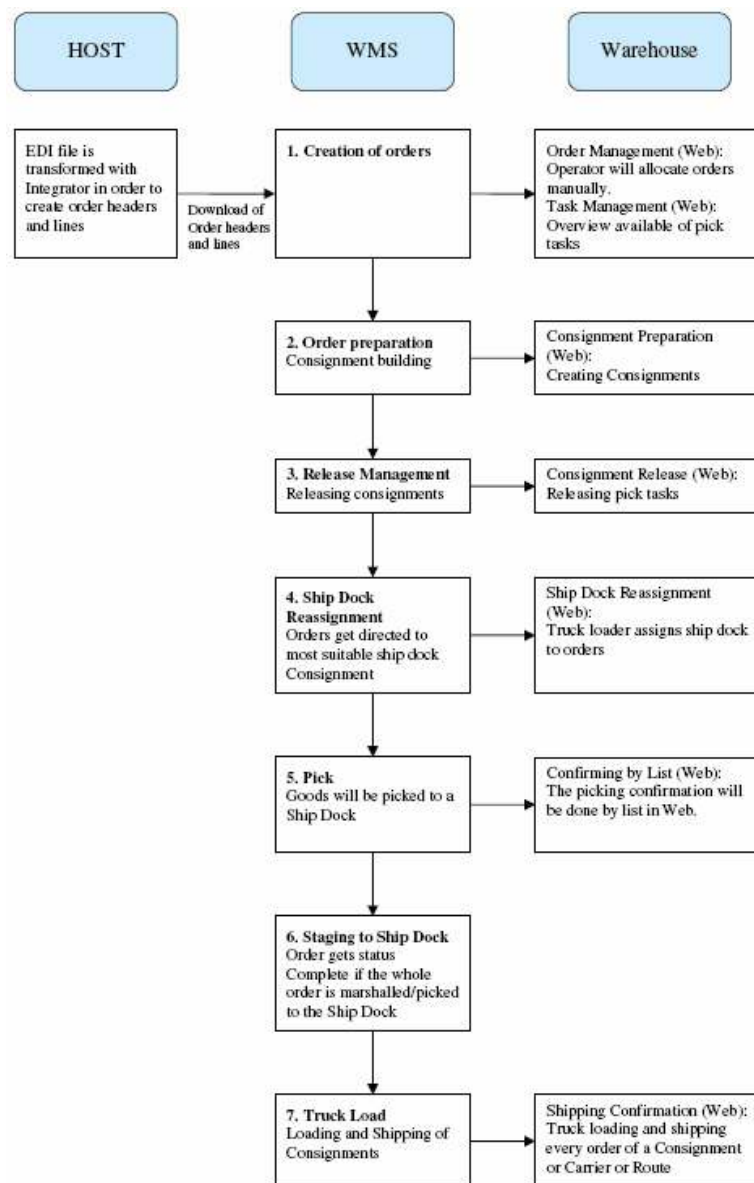 HOST
WMS
Warehouse
EDI file is
transformed with
Integrator in order to
create order headers
and lines
Download of
Order headers
and lines
1. Creation of orders
Order Management (Web):
Operator will allocate orders
manually.
Task Management (Web):
Overview available of pick
tasks
2. Order preparation
Consignment building
Consignment Preparation
(Web):
Creating Consignments
3. Release Management
Releasing consignments
Consignment Release (Web):
Releasing pick tasks
4. Ship Dock
Reassignment
Orders get directed to
most suitable ship dock
Consignment
Ship Dock Reassignment
(Web):
Truck loader assigns ship dock
to orders
5. Pick
Goods will be picked to a
Ship Dock
Confirming by List (Web):
The picking confirmation will
be done by list in Web.
6. Staging to Ship Dock
Order gets status
Complete if the whole
order is marshalled/picked
to the Ship Dock
7. Truck Load
Loading and Shipping of
Consignments
Shipping Confirmation (Web):
Truck loading and shipping
every order of a Consignment
or Carrier or Route